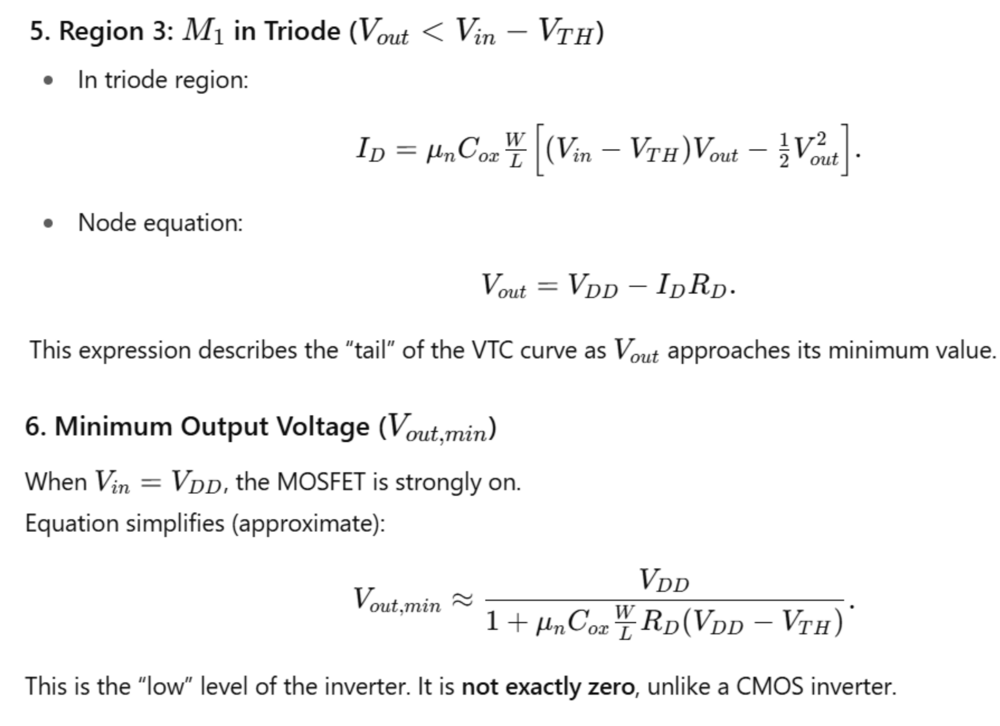 5. Region 3: M₁ in Triode (V_out < V_in − V_TH)
• In triode region:
I_D = μ_n C_ox W/L [(V_in − V_TH)V_out − ½V²_out].
• Node equation:
V_out = V_DD − I_D R_D.
This expression describes the “tail” of the VTC curve as V_out approaches its minimum value.
6. Minimum Output Voltage (V_out,min)
When V_in = V_DD, the MOSFET is strongly on.
Equation simplifies (approximate):
V_out,min ≈ V_DD / (1 + μ_n C_ox W/L R_D(V_DD − V_TH)).
This is the “low” level of the inverter. It is not exactly zero, unlike a CMOS inverter.